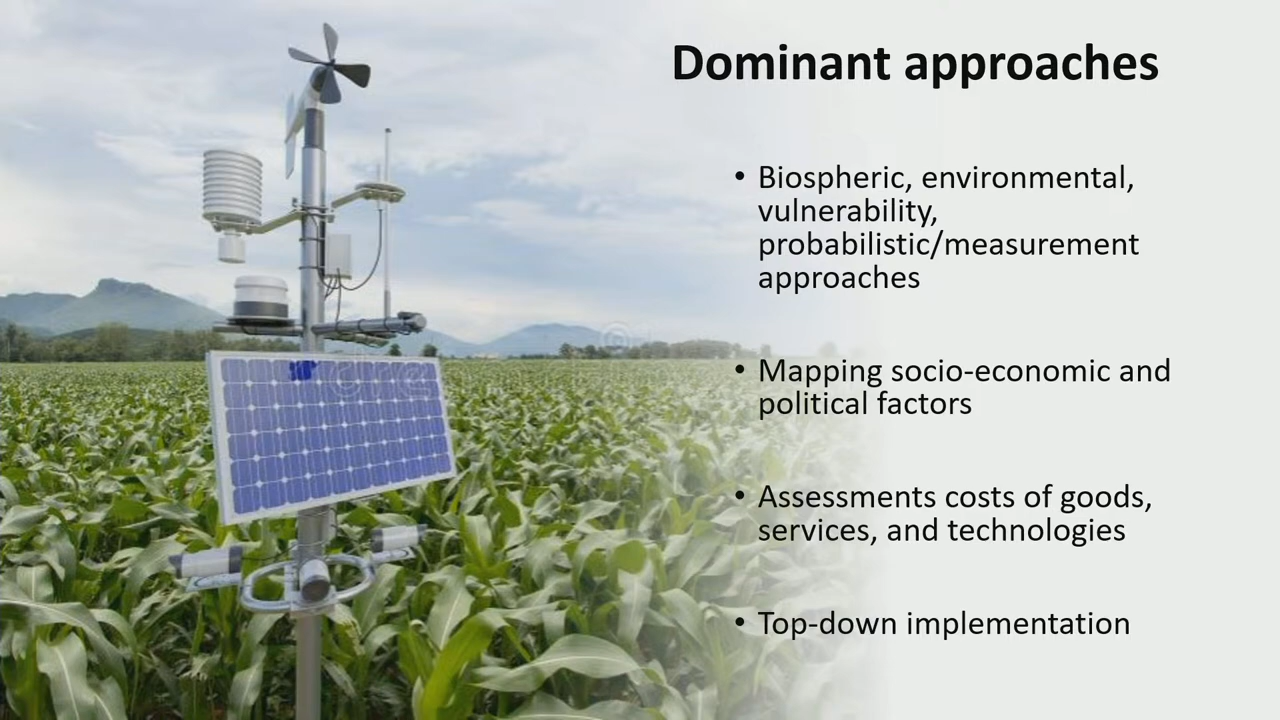 Dominant approaches
• Biospheric, environmental,
vulnerability,
probabilistic/measurement
approaches
• Mapping socio-economic and
political factors
• Assessments costs of goods,
services, and technologies
• Top-down implementation